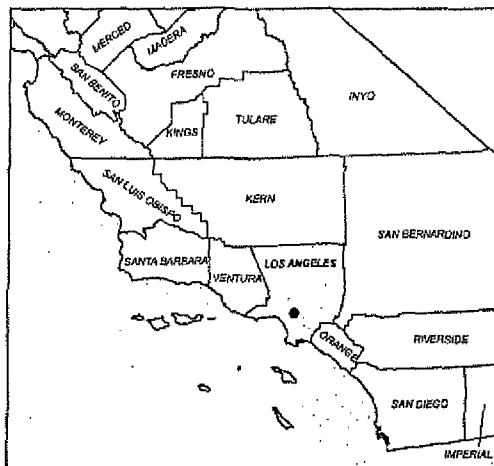 MERCED
MADERA
SAN BENITO
FRESNO
INYO
MONTEREY
KINGS
TULARE
SAN LUIS OBISPO
KERN
SAN BERNARDINO
SANTA BARBARA
VENTURA
LOS ANGELES
ORANGE
RIVERSIDE
SAN DIEGO
IMPERIAL